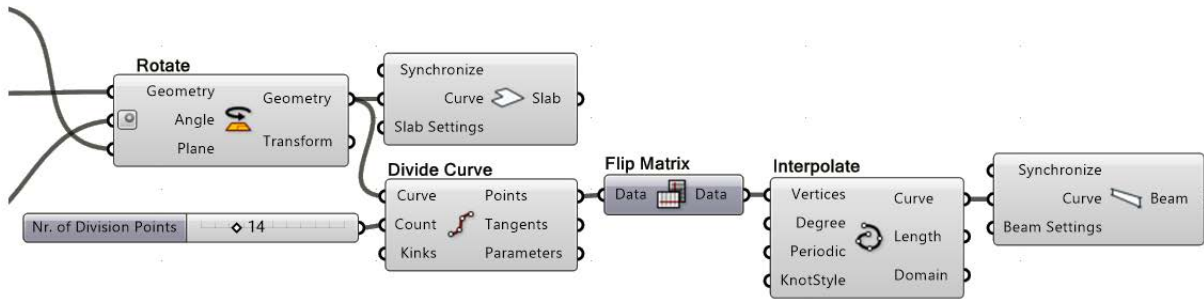 Rotate
Geometry
Angle
Plane
Geometry
Transform
Synchronize
Curve
Slab Settings
Slab
Nr. of Division Points
14
Divide Curve
Curve
Count
Kinks
Points
Tangents
Parameters
Flip Matrix
Data
Data
Interpolate
Vertices
Degree
Periodic
KnotStyle
Curve
Length
Domain
Synchronize
Curve
Beam Settings
Beam